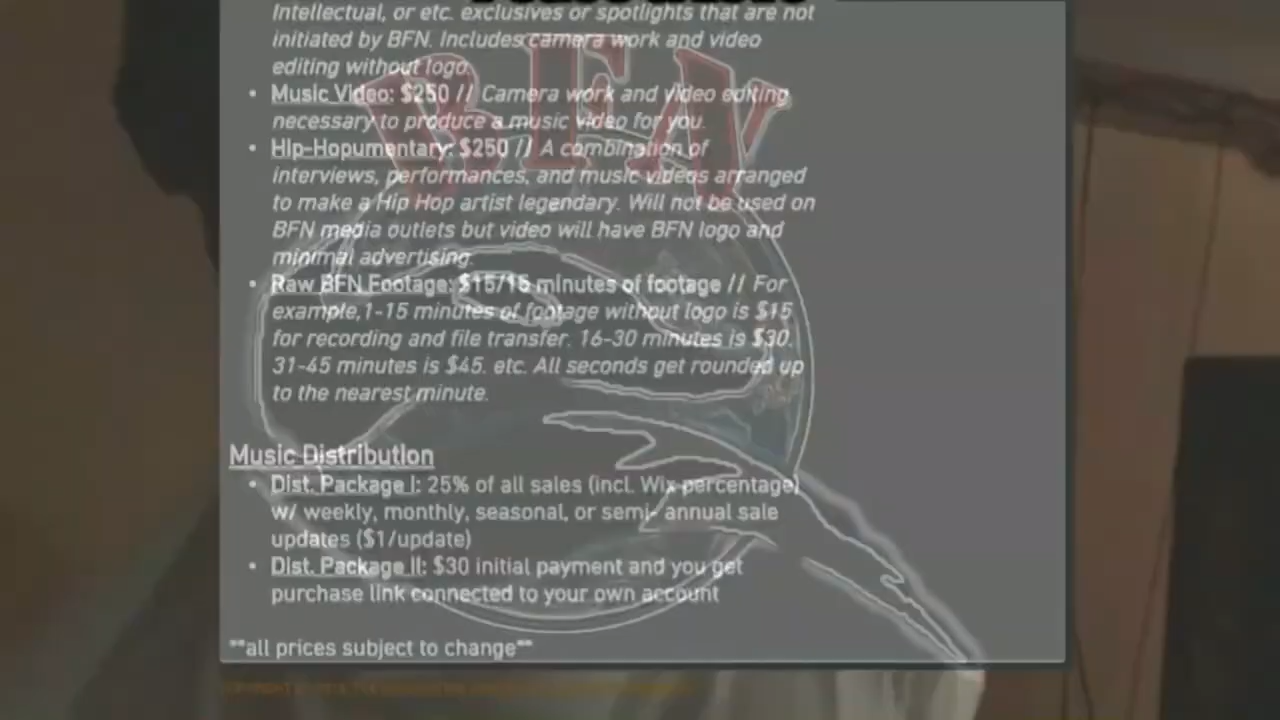 Intellectual, or etc. exclusives or spotlights that are not
initiated by BFN. Includes camera work and video
editing without logo.
• Music Video: $250 // Camera work and video editing
necessary to produce a music video for you.
• Hip-Hopumentary: $250 // A combination of
interviews, performances, and music videos arranged
to make a Hip Hop artist legendary. Will not be used on
BFN media outlets but video will have BFN logo and
minimal advertising.
• Raw BFN Footage: $15/15 minutes of footage // For
example,1-15 minutes of footage without logo is $15
for recording and file transfer. 16-30 minutes is $30.
31-45 minutes is $45. etc. All seconds get rounded up
to the nearest minute.
Music Distribution
• Dist. Package I: 25% of all sales (incl. Wix percentage)
w/ weekly, monthly, seasonal, or semi- annual sale
updates ($1/update)
• Dist. Package II: $30 initial payment and you get
purchase link connected to your own account
**all prices subject to change**
BFN